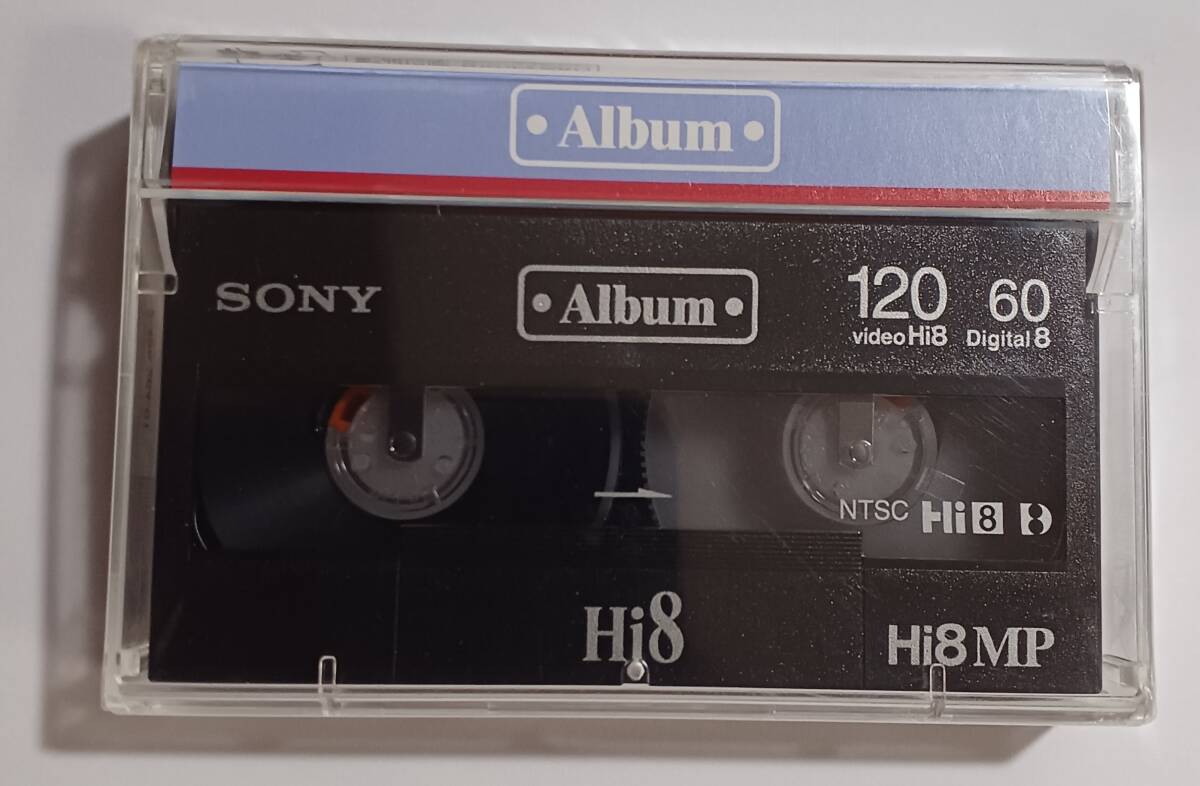 • Album •
SONY
• Album •
120 60
video Hi8 Digital 8
NTSC Hi8 8
Hi8
Hi8 MP